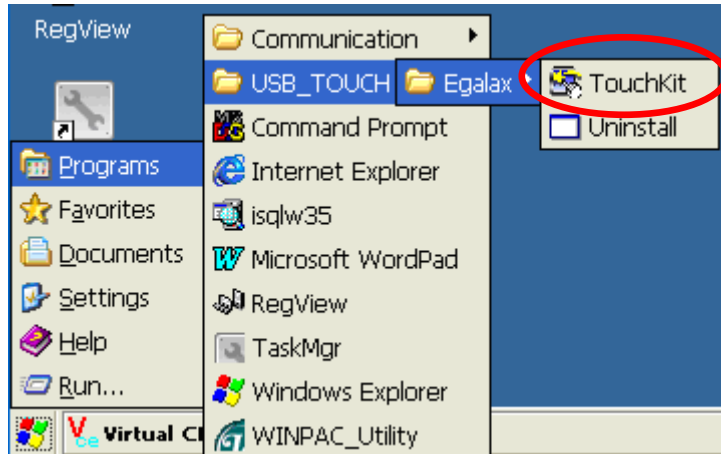 RegView
Programs
Favorites
Documents
Settings
Help
Run...
Communication
USB_TOUCH
Command Prompt
Internet Explorer
isqlw35
Microsoft WordPad
RegView
TaskMgr
Windows Explorer
WINPAC_Utility
Egalax
TouchKit
Uninstall
Vce Virtual